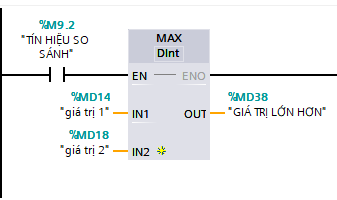 %M9.2
"TÍN HIỆU SO
SÁNH"
MAX
DInt
EN
ENO
%MD14
"giá trị 1"
IN1
OUT
%MD38
"GIÁ TRỊ LỚN HƠN"
%MD18
"giá trị 2"
IN2